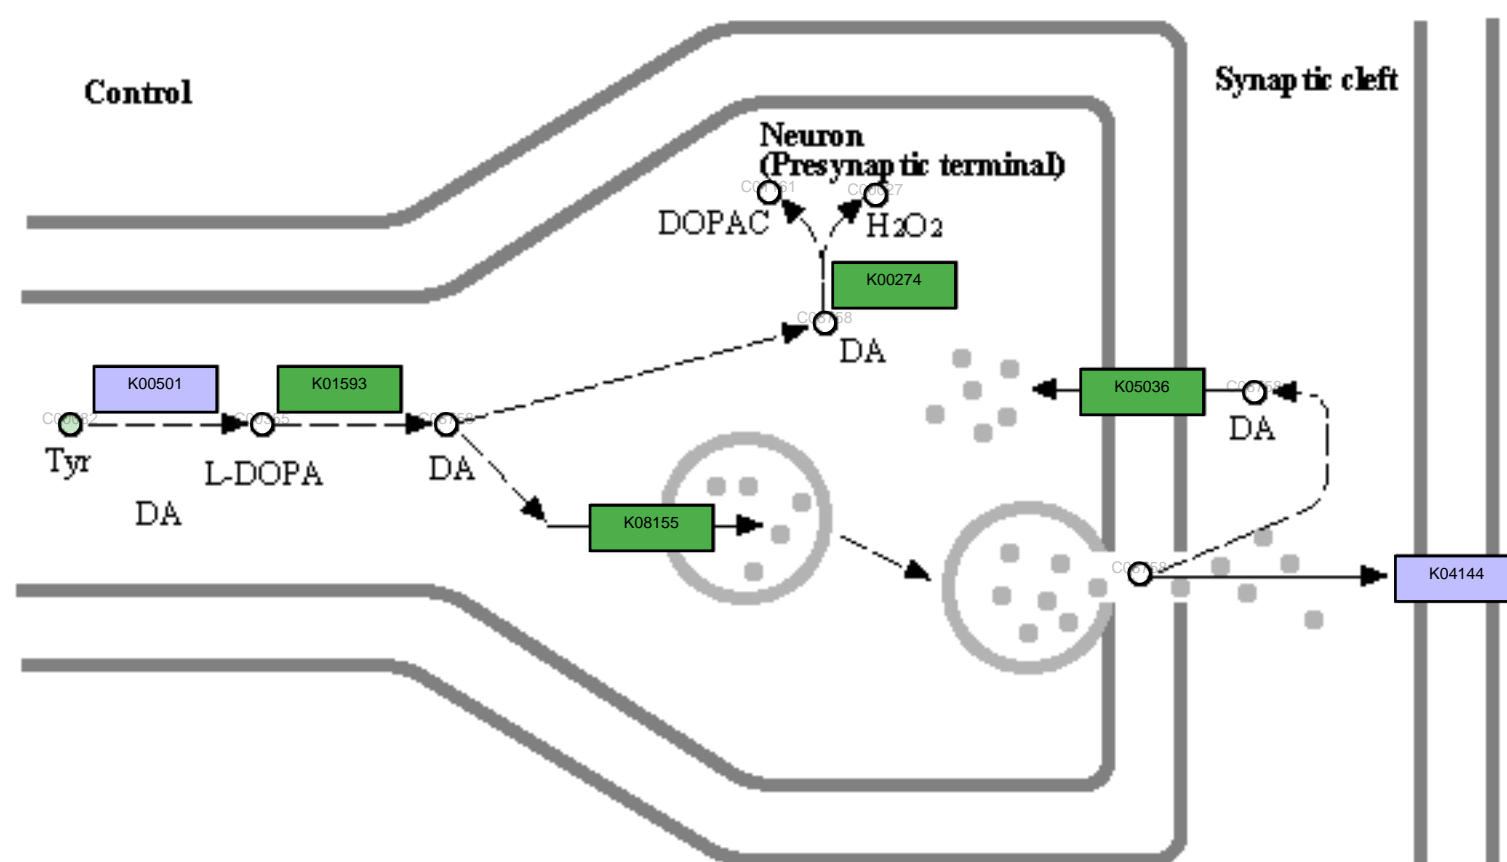 Control
Synaptic cleft
Neuron
(Presynaptic terminal)
DOPAC
H2O2
K00274
DA
K00501
K01593
K05036
Tyr
L-DOPA
DA
DA
DA
K08155
K04144